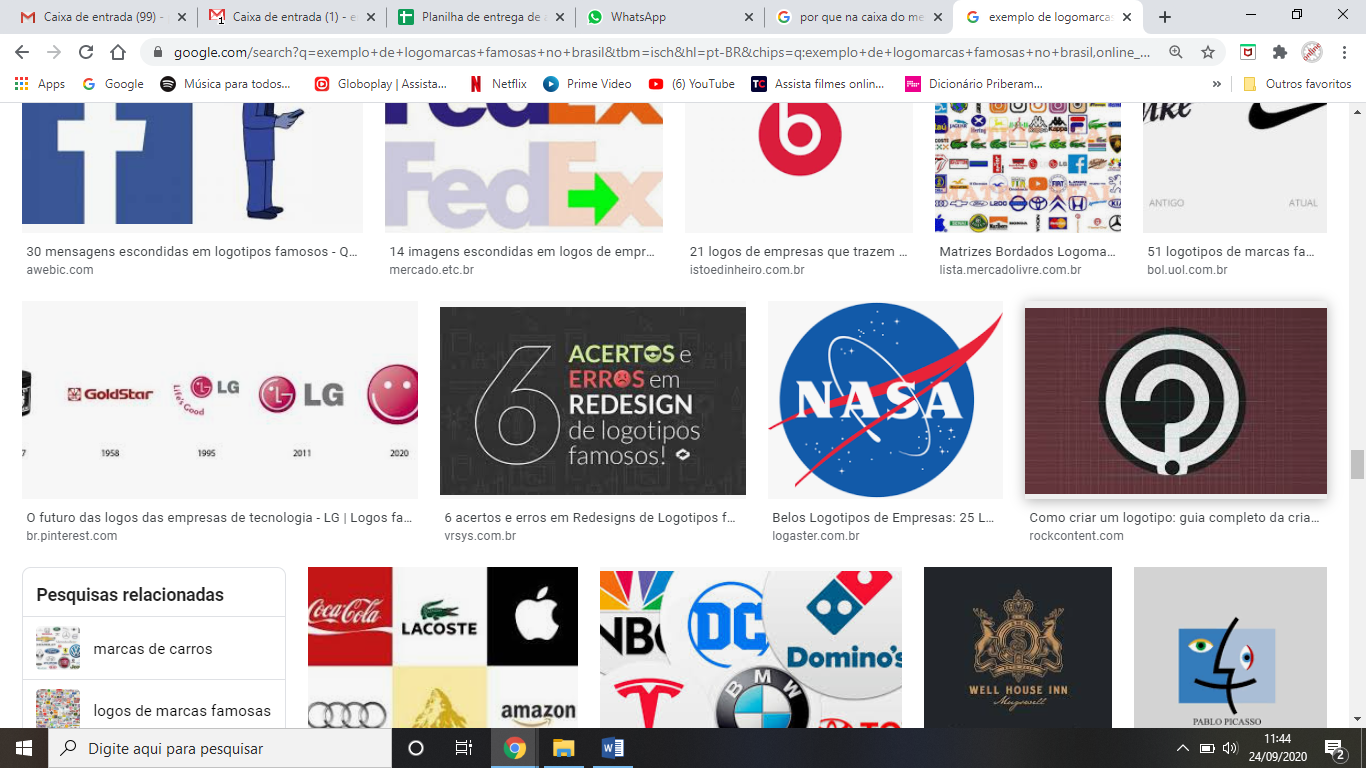 Caixa de entrada (99) -
Caixa de entrada (1) - e
Planilha de entrega de a
WhatsApp
por que na caixa do me
exemplo de logomarcas
google.com/search?q=exemplo+de+logomarcas+famosas+no+brasil&tbm=isch&hl=pt-BR&chips=q:exemplo+de+logomarcas+famosas+no+brasil,online_...
Apps
Google
Música para todos...
Globoplay | Assista...
Netflix
Prime Video
(6) YouTube
Assista filmes onlin...
Dicionário Priberam...
»
Outros favoritos
FedEx
FedEx
b
ANTIGO
ATUAL
30 mensagens escondidas em logotipos famosos - Q...
awebic.com
14 imagens escondidas em logos de empr...
mercado.etc.br
21 logos de empresas que trazem ...
istoedinheiro.com.br
Matrizes Bordados Logoma...
lista.mercadolivre.com.br
51 logotipos de marcas fa...
bol.uol.com.br
GoldStar
LG
Life's Good
LG
7
1958
1995
2011
2020
6
ACERTOS e
ERROS em
REDESIGN
de logotipos
famosos!
NASA
O futuro das logos das empresas de tecnologia - LG | Logos fa...
br.pinterest.com
6 acertos e erros em Redesigns de Logotipos f...
vrsys.com.br
Belos Logotipos de Empresas: 25 L...
logaster.com.br
Como criar um logotipo: guia completo da cria...
rockcontent.com
Pesquisas relacionadas
marcas de carros
logos de marcas famosas
Coca-Cola
LACOSTE
amazon
NBC
DC
Domino's
BMW
TO
WELL HOUSE INN
PABLO PICASSO
Digite aqui para pesquisar
11:44
24/09/2020
2